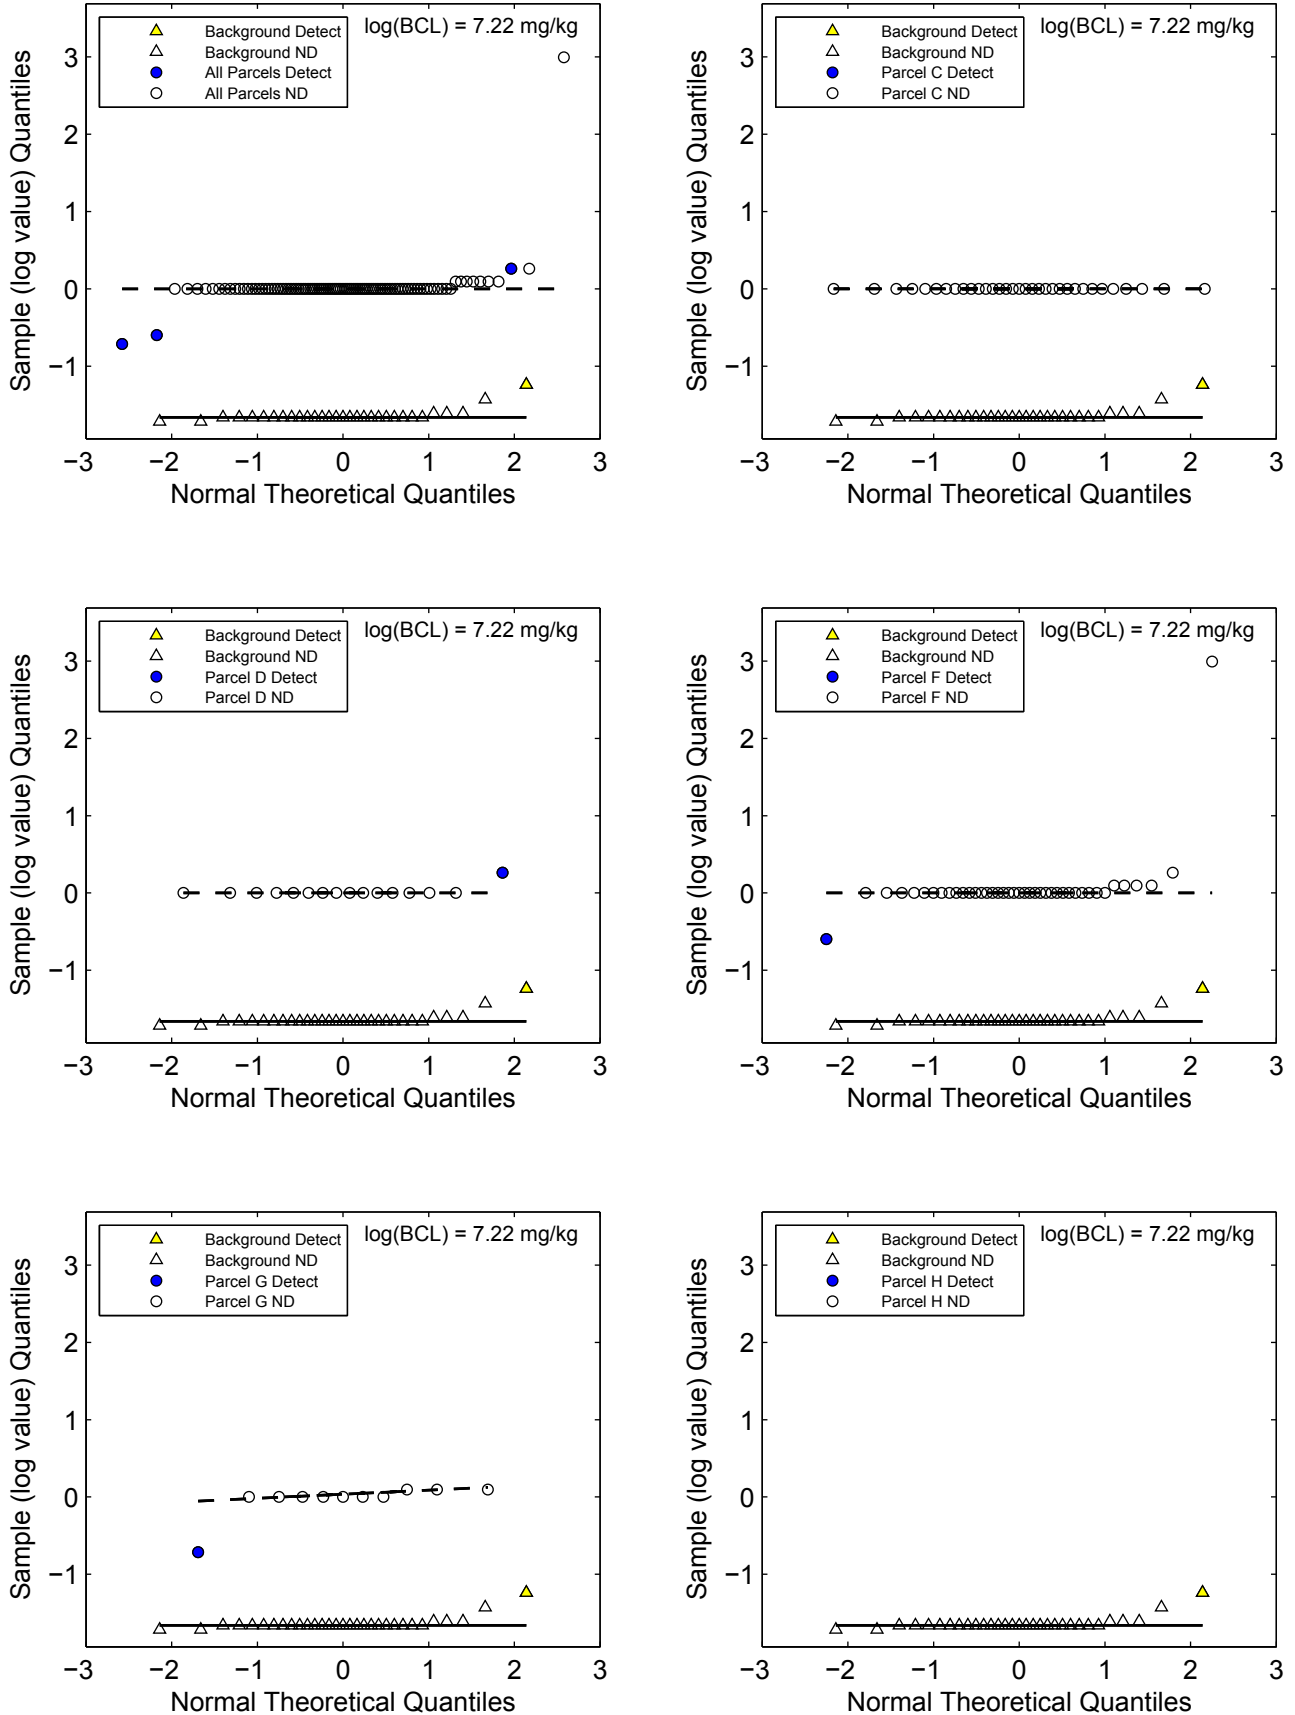 Background Detect
Background ND
All Parcels Detect
All Parcels ND
log(BCL) = 7.22 mg/kg
3
2
1
0
−1
Sample (log value) Quantiles
−3 −2 −1 0 1 2 3
Normal Theoretical Quantiles
Background Detect
Background ND
Parcel C Detect
Parcel C ND
log(BCL) = 7.22 mg/kg
3
2
1
0
−1
Sample (log value) Quantiles
−3 −2 −1 0 1 2 3
Normal Theoretical Quantiles
Background Detect
Background ND
Parcel D Detect
Parcel D ND
log(BCL) = 7.22 mg/kg
3
2
1
0
−1
Sample (log value) Quantiles
−3 −2 −1 0 1 2 3
Normal Theoretical Quantiles
Background Detect
Background ND
Parcel F Detect
Parcel F ND
log(BCL) = 7.22 mg/kg
3
2
1
0
−1
Sample (log value) Quantiles
−3 −2 −1 0 1 2 3
Normal Theoretical Quantiles
Background Detect
Background ND
Parcel G Detect
Parcel G ND
log(BCL) = 7.22 mg/kg
3
2
1
0
−1
Sample (log value) Quantiles
−3 −2 −1 0 1 2 3
Normal Theoretical Quantiles
Background Detect
Background ND
Parcel H Detect
Parcel H ND
log(BCL) = 7.22 mg/kg
3
2
1
0
−1
Sample (log value) Quantiles
−3 −2 −1 0 1 2 3
Normal Theoretical Quantiles